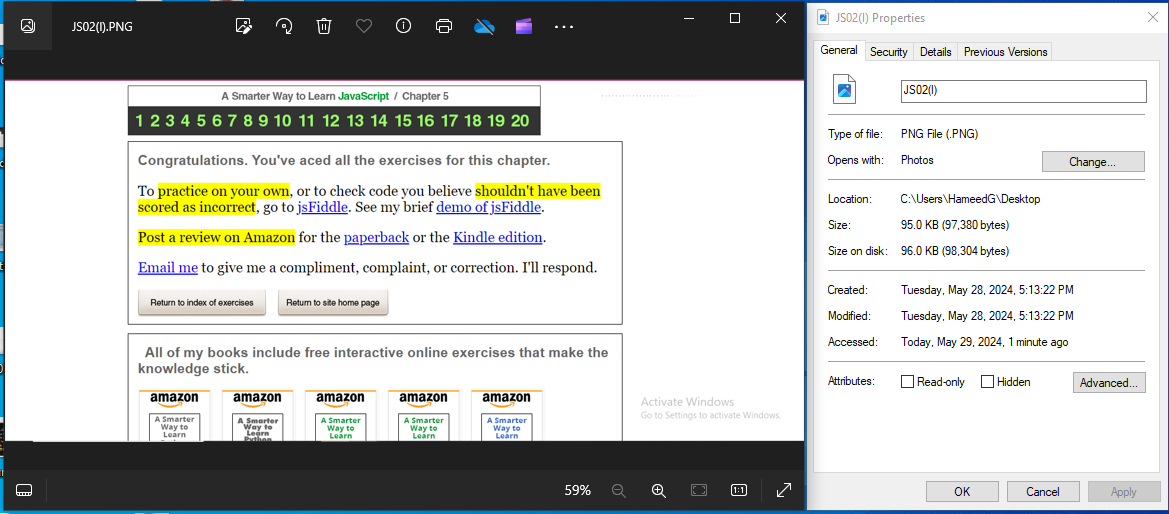 JS02(I).PNG
A Smarter Way to Learn JavaScript / Chapter 5
1 2 3 4 5 6 7 8 9 10 11 12 13 14 15 16 17 18 19 20
Congratulations. You've aced all the exercises for this chapter.
To practice on your own, or to check code you believe shouldn't have been
scored as incorrect, go to jsFiddle. See my brief demo of jsFiddle.
Post a review on Amazon for the paperback or the Kindle edition.
Email me to give me a compliment, complaint, or correction. I'll respond.
Return to index of exercises
Return to site home page
All of my books include free interactive online exercises that make the
knowledge stick.
amazon amazon amazon amazon amazon
A Smarter A Smarter A Smarter A Smarter A Smarter
Way to Way to Way to Way to Way to
Learn Learn Learn Learn Learn
Python
Activate Windows
Go to Settings to activate Windows.
59%
1:1
JS02(I) Properties
General Security Details Previous Versions
JS02(I)
Type of file: PNG File (.PNG)
Opens with: Photos
Change...
Location: C:\Users\HameedG\Desktop
Size: 95.0 KB (97,380 bytes)
Size on disk: 96.0 KB (98,304 bytes)
Created: Tuesday, May 28, 2024, 5:13:22 PM
Modified: Tuesday, May 28, 2024, 5:13:22 PM
Accessed: Today, May 29, 2024, 1 minute ago
Attributes: Read-only Hidden Advanced...
OK Cancel Apply